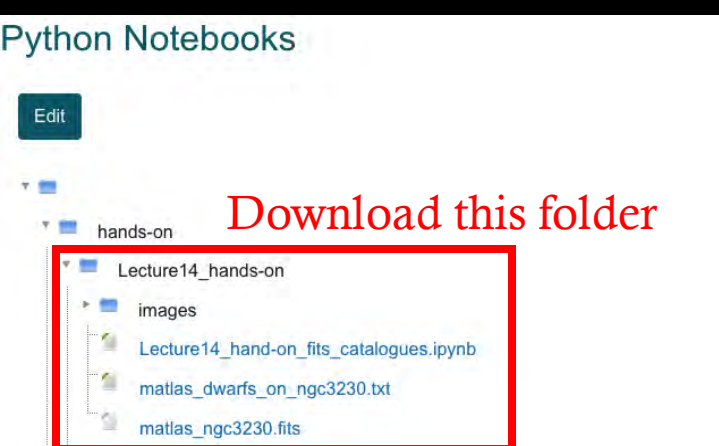 Python Notebooks
Edit
Download this folder
hands-on
Lecture14_hands-on
images
Lecture14_hand-on_fits_catalogues.ipynb
matlas_dwarfs_on_ngc3230.txt
matlas_ngc3230.fits